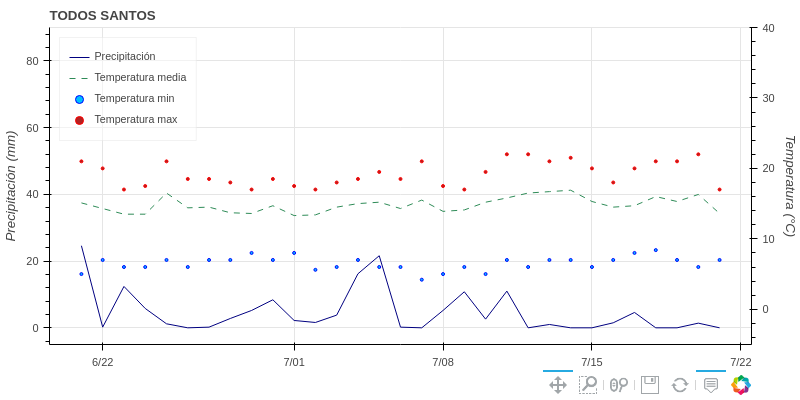 TODOS SANTOS
Precipitación
Temperatura media
Temperatura min
Temperatura max
Precipitación (mm)
80
60
40
20
0
40
30
20
10
0
Temperatura (°C)
6/22
7/01
7/08
7/15
7/22